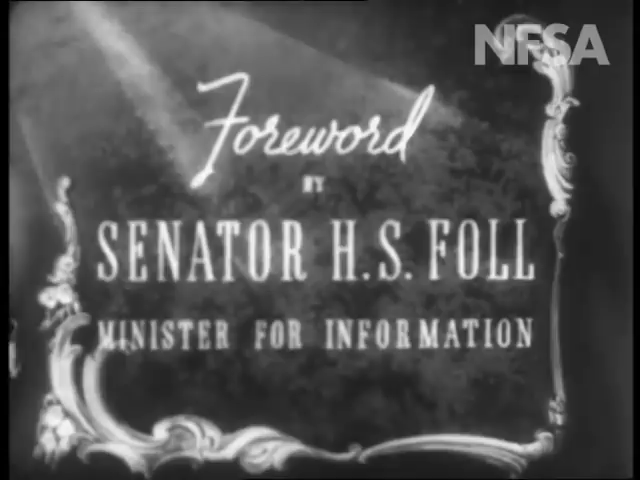 NFSA
Foreword
BY
SENATOR H.S. FOLL
MINISTER FOR INFORMATION